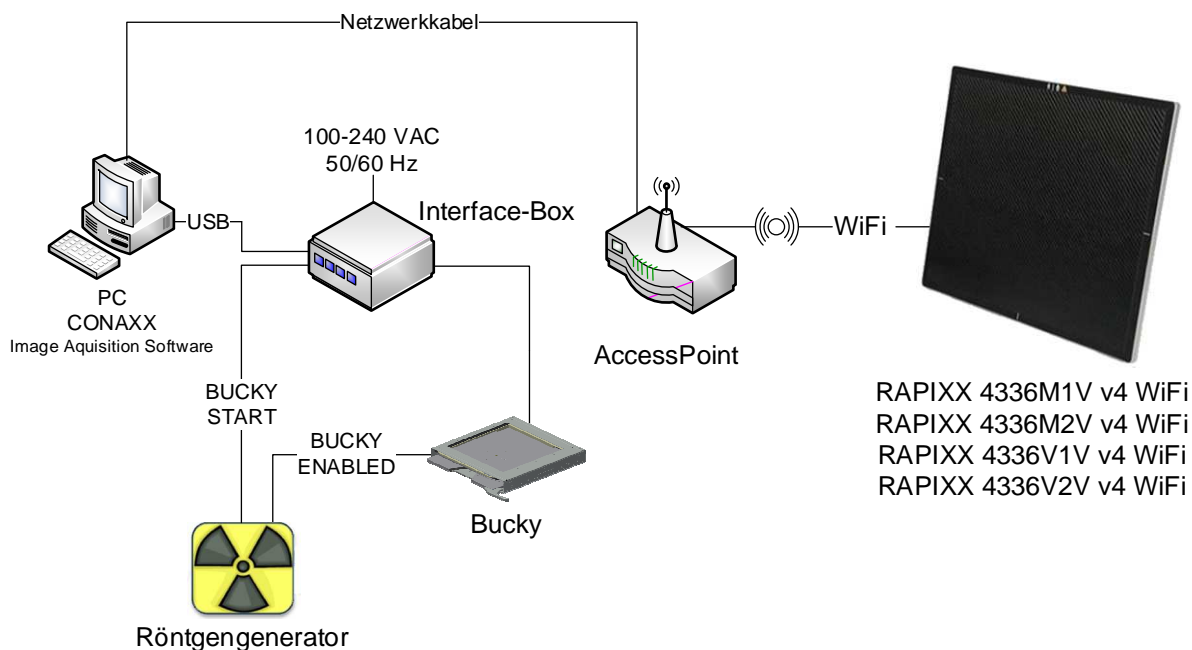 Netzwerkkabel
100-240 VAC
50/60 Hz
Interface-Box
USB
WiFi
PC
CONAXX
Image Aquisition Software
AccessPoint
BUCKY
START
BUCKY
ENABLED
Bucky
Röntgengenerator
RAPIXX 4336M1V v4 WiFi
RAPIXX 4336M2V v4 WiFi
RAPIXX 4336V1V v4 WiFi
RAPIXX 4336V2V v4 WiFi